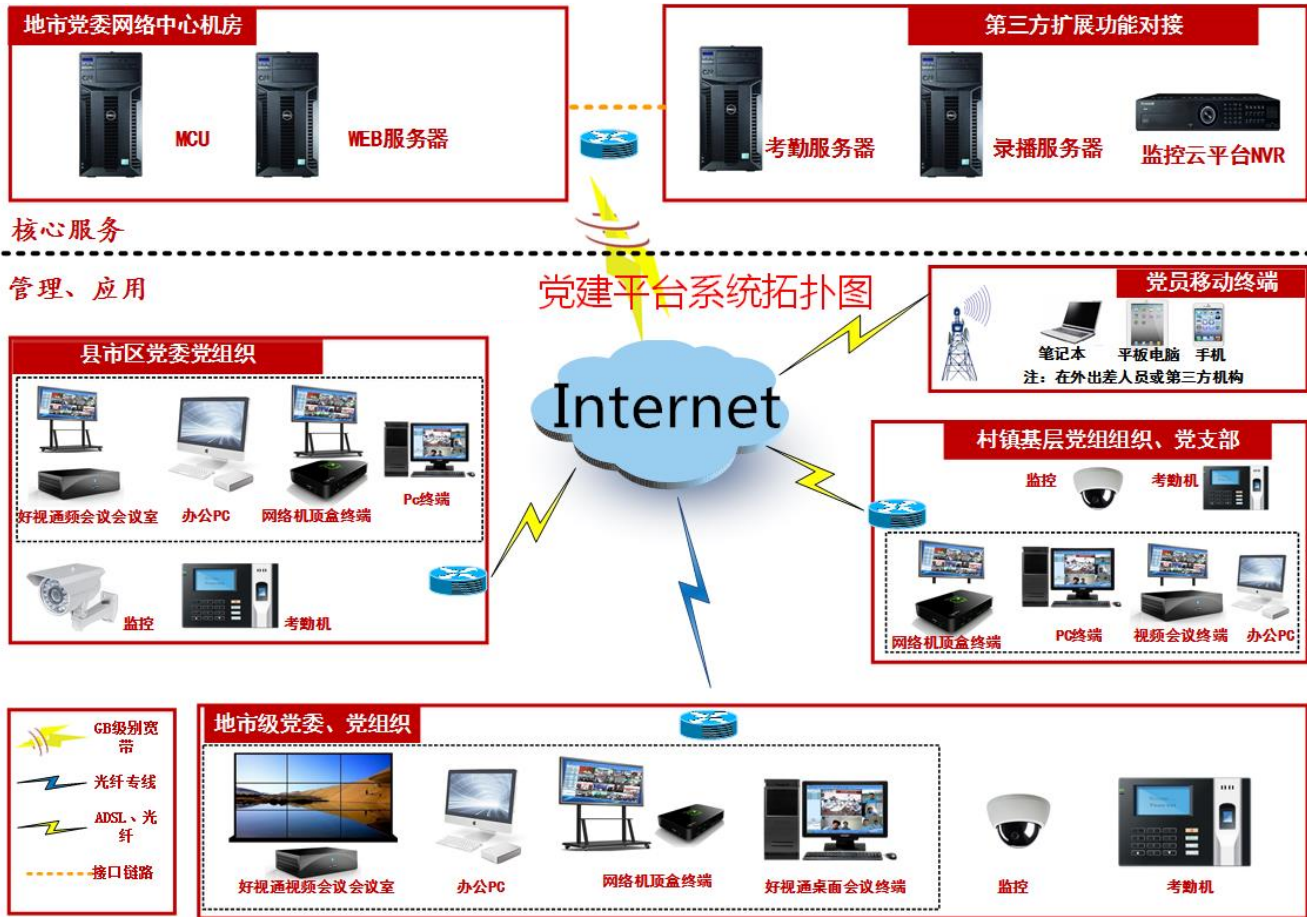 地市党委网络中心机房
MCU
WEB服务器
第三方扩展功能对接
考勤服务器
录播服务器
监控云平台NVR
核心服务
管理、应用
党建平台系统拓扑图
党员移动终端
笔记本
平板电脑
手机
注：在外出差人员或第三方机构
县市区党委党组织
好视通频会议会议室
办公PC
网络机顶盒终端
Pc终端
监控
考勤机
Internet
村镇基层党组组织、党支部
监控
考勤机
网络机顶盒终端
PC终端
视频会议终端
办公PC
GB级别宽
带
光纤专线
ADSL、光
纤
接口链路
地市级党委、党组织
好视通视频会议会议室
办公PC
网络机顶盒终端
好视通桌面会议终端
监控
考勤机